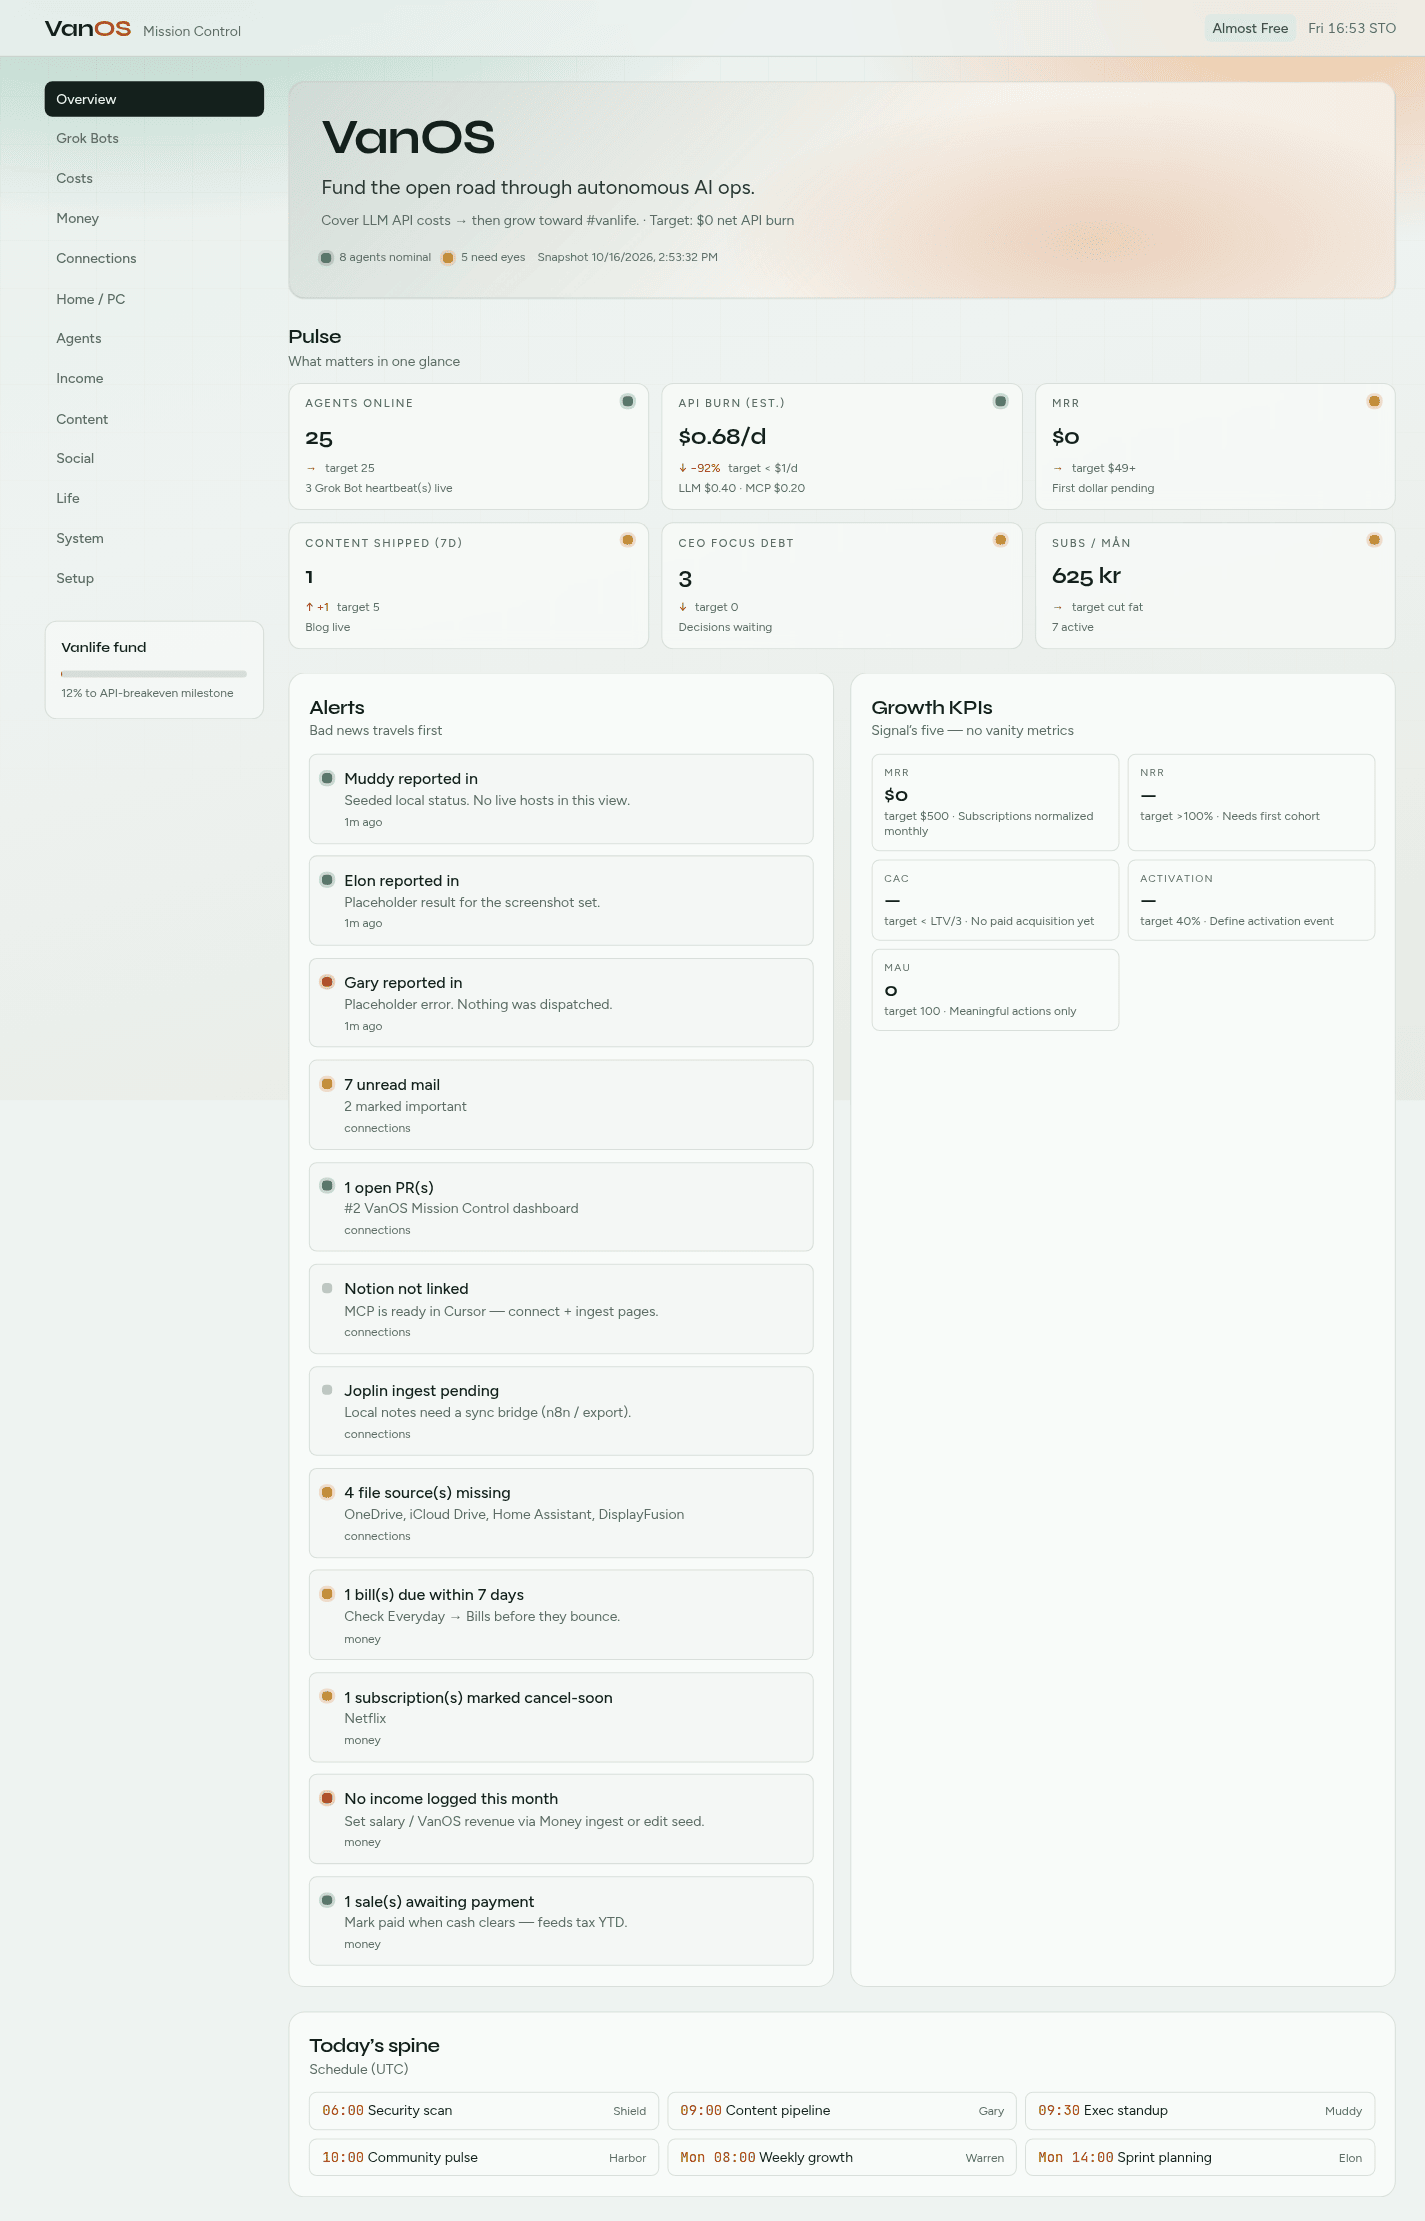 VanOS Mission Control
Almost Free Fri 16:53 STO
Overview
Grok Bots
Costs
Money
Connections
Home / PC
Agents
Income
Content
Social
Life
System
Setup
Vanlife fund
12% to API-breakeven milestone
VanOS
Fund the open road through autonomous AI ops.
Cover LLM API costs → then grow toward #vanlife. · Target: $0 net API burn
8 agents nominal 5 need eyes Snapshot 10/16/2026, 2:53:32 PM
Pulse
What matters in one glance
AGENTS ONLINE
25
→ target 25
3 Grok Bot heartbeat(s) live
API BURN (EST.)
$0.68/d
↓ −92% target < $1/d
LLM $0.40 · MCP $0.20
MRR
$0
→ target $49+
First dollar pending
CONTENT SHIPPED (7D)
1
↑ +1 target 5
Blog live
CEO FOCUS DEBT
3
↓ target 0
Decisions waiting
SUBS / MÅN
625 kr
→ target cut fat
7 active
Alerts
Bad news travels first
Muddy reported in
Seeded local status. No live hosts in this view.
1m ago
Elon reported in
Placeholder result for the screenshot set.
1m ago
Gary reported in
Placeholder error. Nothing was dispatched.
1m ago
7 unread mail
2 marked important
connections
1 open PR(s)
#2 VanOS Mission Control dashboard
connections
Notion not linked
MCP is ready in Cursor — connect + ingest pages.
connections
Joplin ingest pending
Local notes need a sync bridge (n8n / export).
connections
4 file source(s) missing
OneDrive, iCloud Drive, Home Assistant, DisplayFusion
connections
1 bill(s) due within 7 days
Check Everyday → Bills before they bounce.
money
1 subscription(s) marked cancel-soon
Netflix
money
No income logged this month
Set salary / VanOS revenue via Money ingest or edit seed.
money
1 sale(s) awaiting payment
Mark paid when cash clears — feeds tax YTD.
money
Growth KPIs
Signal's five — no vanity metrics
MRR
$0
target $500 · Subscriptions normalized
monthly
NRR
—
target >100% · Needs first cohort
CAC
—
target < LTV/3 · No paid acquisition yet
ACTIVATION
—
target 40% · Define activation event
MAU
0
target 100 · Meaningful actions only
Today's spine
Schedule (UTC)
06:00 Security scan Shield
09:00 Content pipeline Gary
09:30 Exec standup Muddy
10:00 Community pulse Harbor
Mon 08:00 Weekly growth Warren
Mon 14:00 Sprint planning Elon